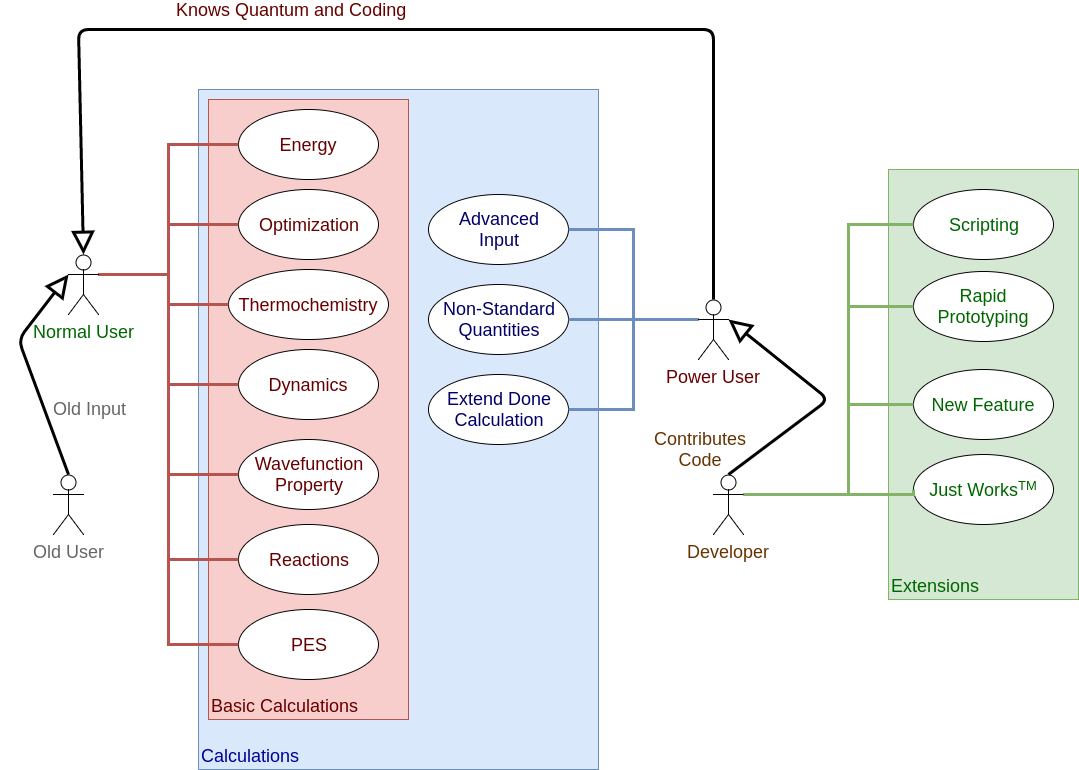 Knows Quantum and Coding
Energy
Optimization
Thermochemistry
Dynamics
Wavefunction
Property
Reactions
PES
Basic Calculations
Calculations
Advanced
Input
Non-Standard
Quantities
Extend Done
Calculation
Normal User
Old Input
Old User
Power User
Contributes
Code
Developer
Scripting
Rapid
Prototyping
New Feature
Just Works™
Extensions